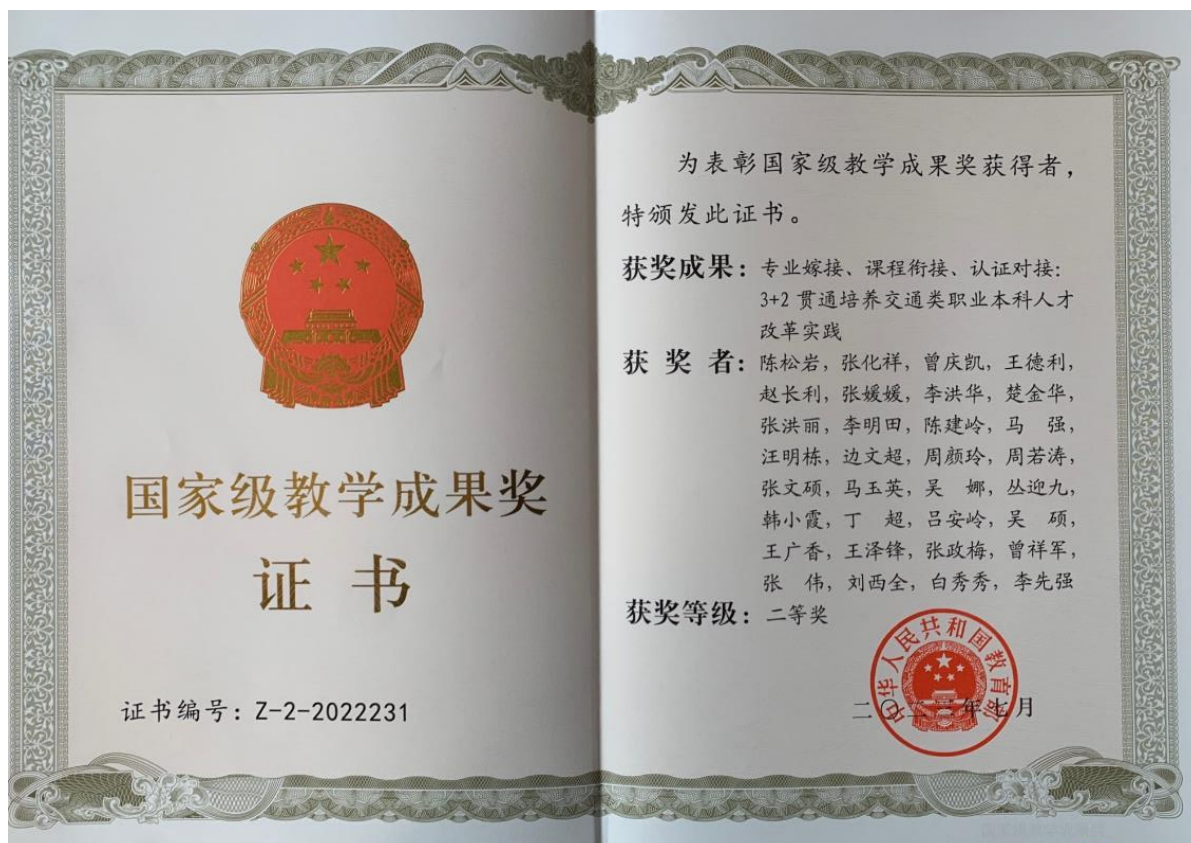 国家级教学成果奖
证 书
证书编号：Z-2-2022231
为表彰国家级教学成果奖获得者，
特颁发此证书。
获奖成果：专业嫁接、课程衔接、认证对接：
3+2 贯通培养交通类职业本科人才
改革实践
获 奖 者：陈松岩，张化祥，曾庆凯，王德利，
赵长利，张媛媛，李洪华，楚金华，
张洪丽，李明田，陈建岭，马 强，
汪明栋，边文超，周颜玲，周若涛，
张文硕，马玉英，吴 娜，丛迎九，
韩小霞，丁 超，吕安岭，吴 硕，
王广香，王泽锋，张政梅，曾祥军，
张 伟，刘西全，白秀秀，李先强
获奖等级：二等奖
中华人民共和国教育部
二〇二三年七月